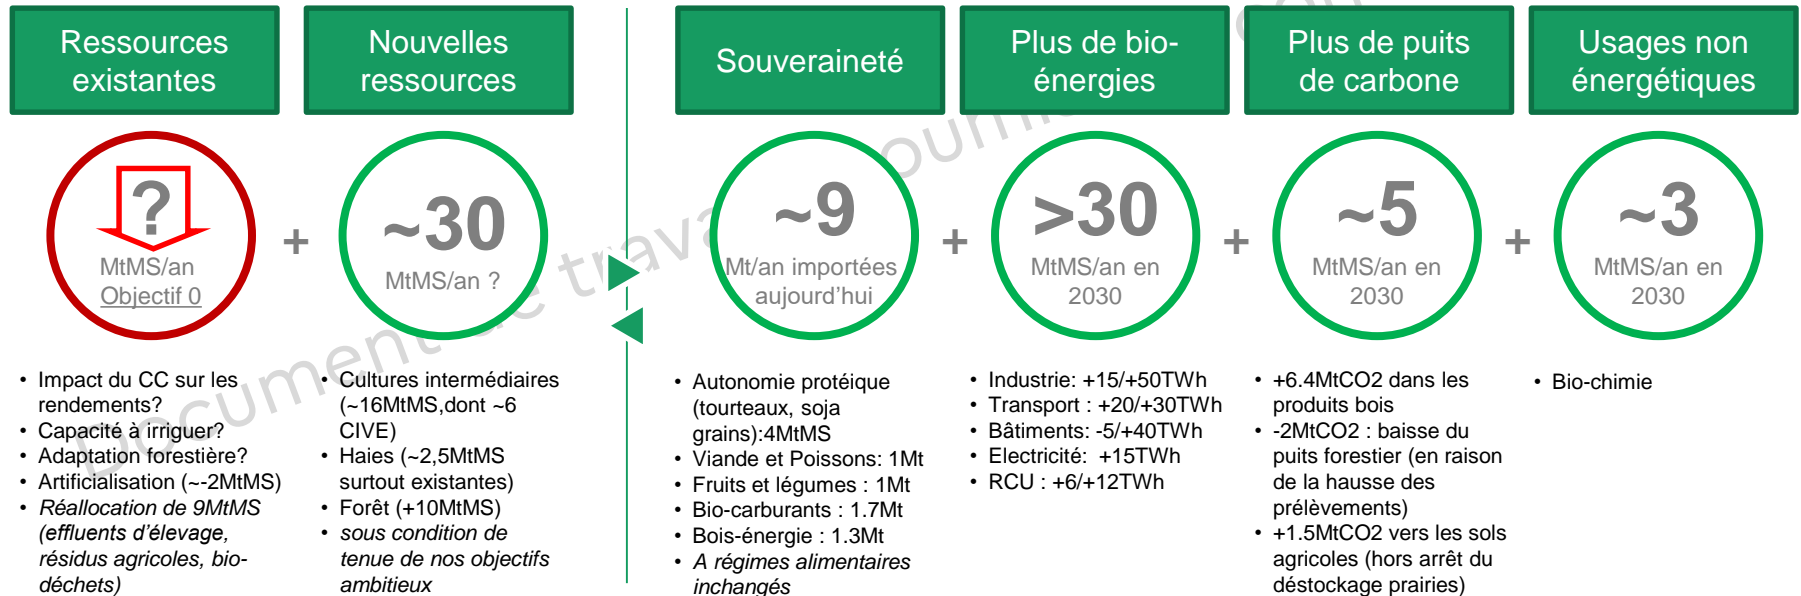 Ressources
existantes
?
MtMS/an
Objectif 0
• Impact du CC sur les
rendements?
• Capacité à irriguer?
• Adaptation forestière?
• Artificialisation (~-2MtMS)
• Réallocation de 9MtMS
(effluents d'élevage,
résidus agricoles, bio-
déchets)
+
Nouvelles
ressources
~30
MtMS/an ?
• Cultures intermédiaires
(~16MtMS,dont ~6
CIVE)
• Haies (~2,5MtMS
surtout existantes)
• Forêt (+10MtMS)
• sous condition de
tenue de nos objectifs
ambitieux
Souveraineté
~9
Mt/an importées
aujourd'hui
• Autonomie protéique
(tourteaux, soja
grains):4MtMS
• Viande et Poissons: 1Mt
• Fruits et légumes : 1Mt
• Bio-carburants : 1.7Mt
• Bois-énergie : 1.3Mt
• A régimes alimentaires
inchangés
+
Plus de bio-
énergies
>30
MtMS/an en
2030
• Industrie: +15/+50TWh
• Transport : +20/+30TWh
• Bâtiments: -5/+40TWh
• Electricité: +15TWh
• RCU : +6/+12TWh
+
Plus de puits
de carbone
~5
MtMS/an en
2030
• +6.4MtCO2 dans les
produits bois
• -2MtCO2 : baisse du
puits forestier (en raison
de la hausse des
prélèvements)
• +1.5MtCO2 vers les sols
agricoles (hors arrêt du
déstockage prairies)
+
Usages non
énergétiques
~3
MtMS/an en
2030
• Bio-chimie
Document de